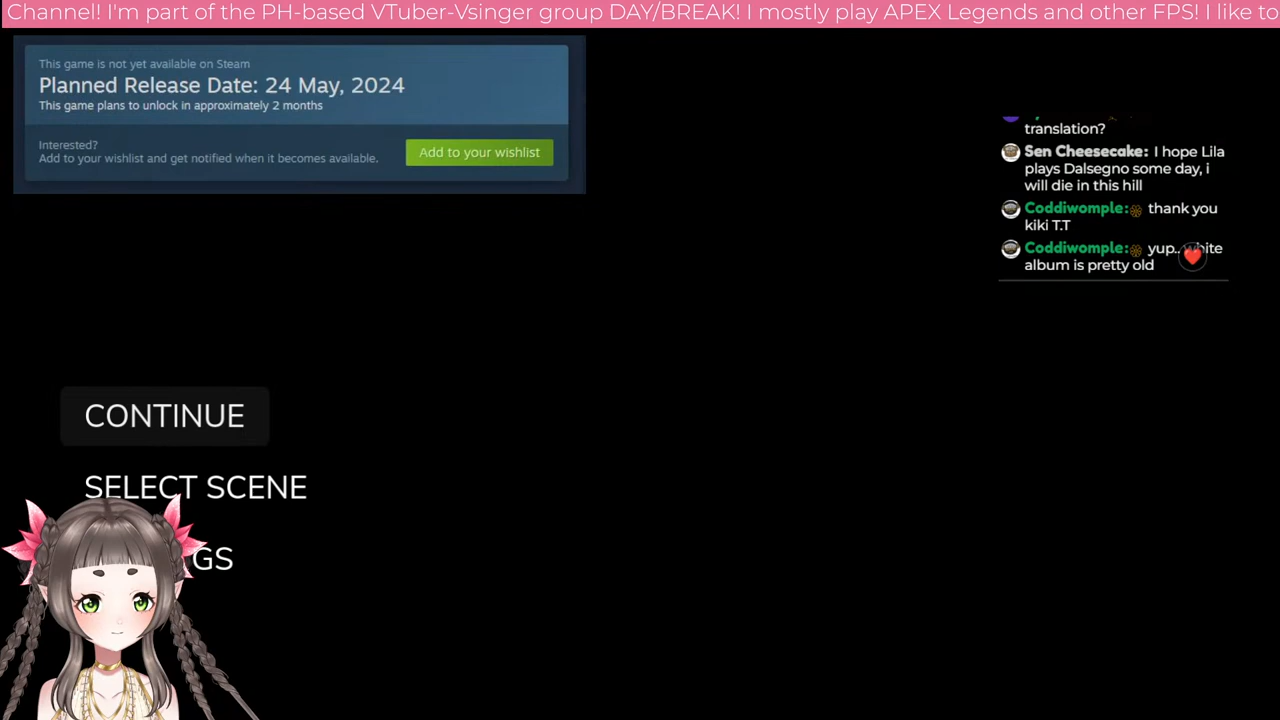 Channel! I'm part of the PH-based VTuber-Vsinger group DAY/BREAK! I mostly play APEX Legends and other FPS! I like to
This game is not yet available on Steam
Planned Release Date: 24 May, 2024
This game plans to unlock in approximately 2 months
Interested?
Add to your wishlist and get notified when it becomes available.
Add to your wishlist
translation?
Sen Cheesecake: I hope Lila
plays Dalsegno some day, i
will die in this hill
Coddiwomple: thank you
kiki T.T
Coddiwomple: yup..white
album is pretty old
CONTINUE
SELECT SCENE
GS